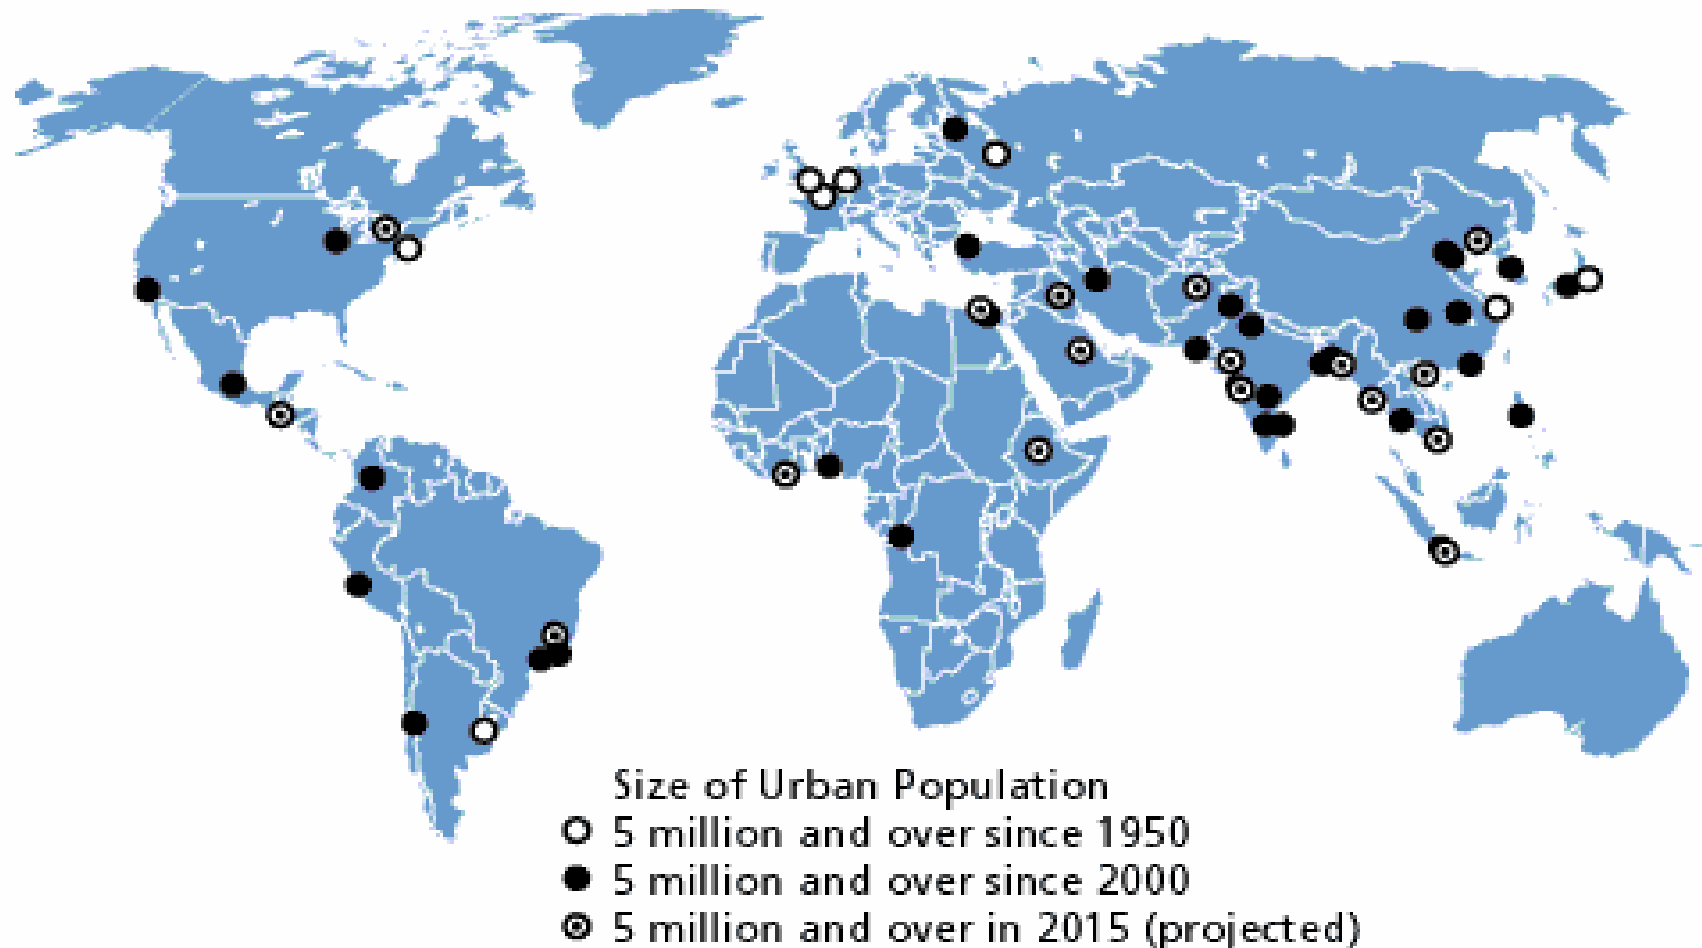 Size of Urban Population
5 million and over since 1950
5 million and over since 2000
5 million and over in 2015 (projected)